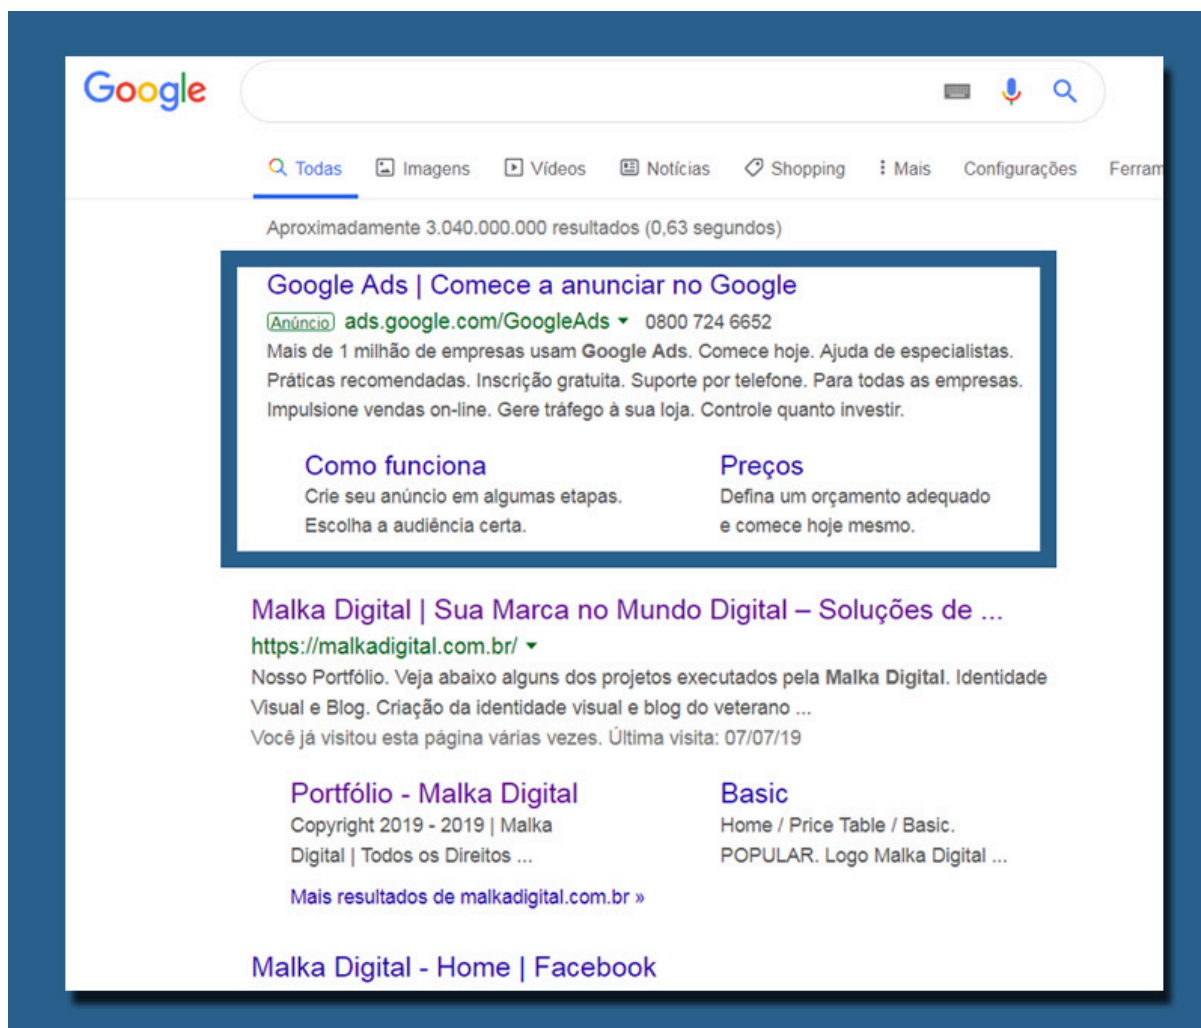 Google
Todas Imagens Vídeos Notícias Shopping Mais Configurações Ferram
Aproximadamente 3.040.000.000 resultados (0,63 segundos)
Google Ads | Comece a anunciar no Google
Anúncio ads.google.com/GoogleAds 0800 724 6652
Mais de 1 milhão de empresas usam Google Ads. Comece hoje. Ajuda de especialistas.
Práticas recomendadas. Inscrição gratuita. Suporte por telefone. Para todas as empresas.
Impulsione vendas on-line. Gere tráfego à sua loja. Controle quanto investir.
Como funciona
Crie seu anúncio em algumas etapas.
Escolha a audiência certa.
Preços
Defina um orçamento adequado
e comece hoje mesmo.
Malka Digital | Sua Marca no Mundo Digital – Soluções de ...
https://malkadigital.com.br/
Nosso Portfólio. Veja abaixo alguns dos projetos executados pela Malka Digital. Identidade
Visual e Blog. Criação da identidade visual e blog do veterano ...
Você já visitou esta página várias vezes. Última visita: 07/07/19
Portfólio - Malka Digital
Copyright 2019 - 2019 | Malka
Digital | Todos os Direitos ...
Basic
Home / Price Table / Basic.
POPULAR. Logo Malka Digital ...
Mais resultados de malkadigital.com.br »
Malka Digital - Home | Facebook